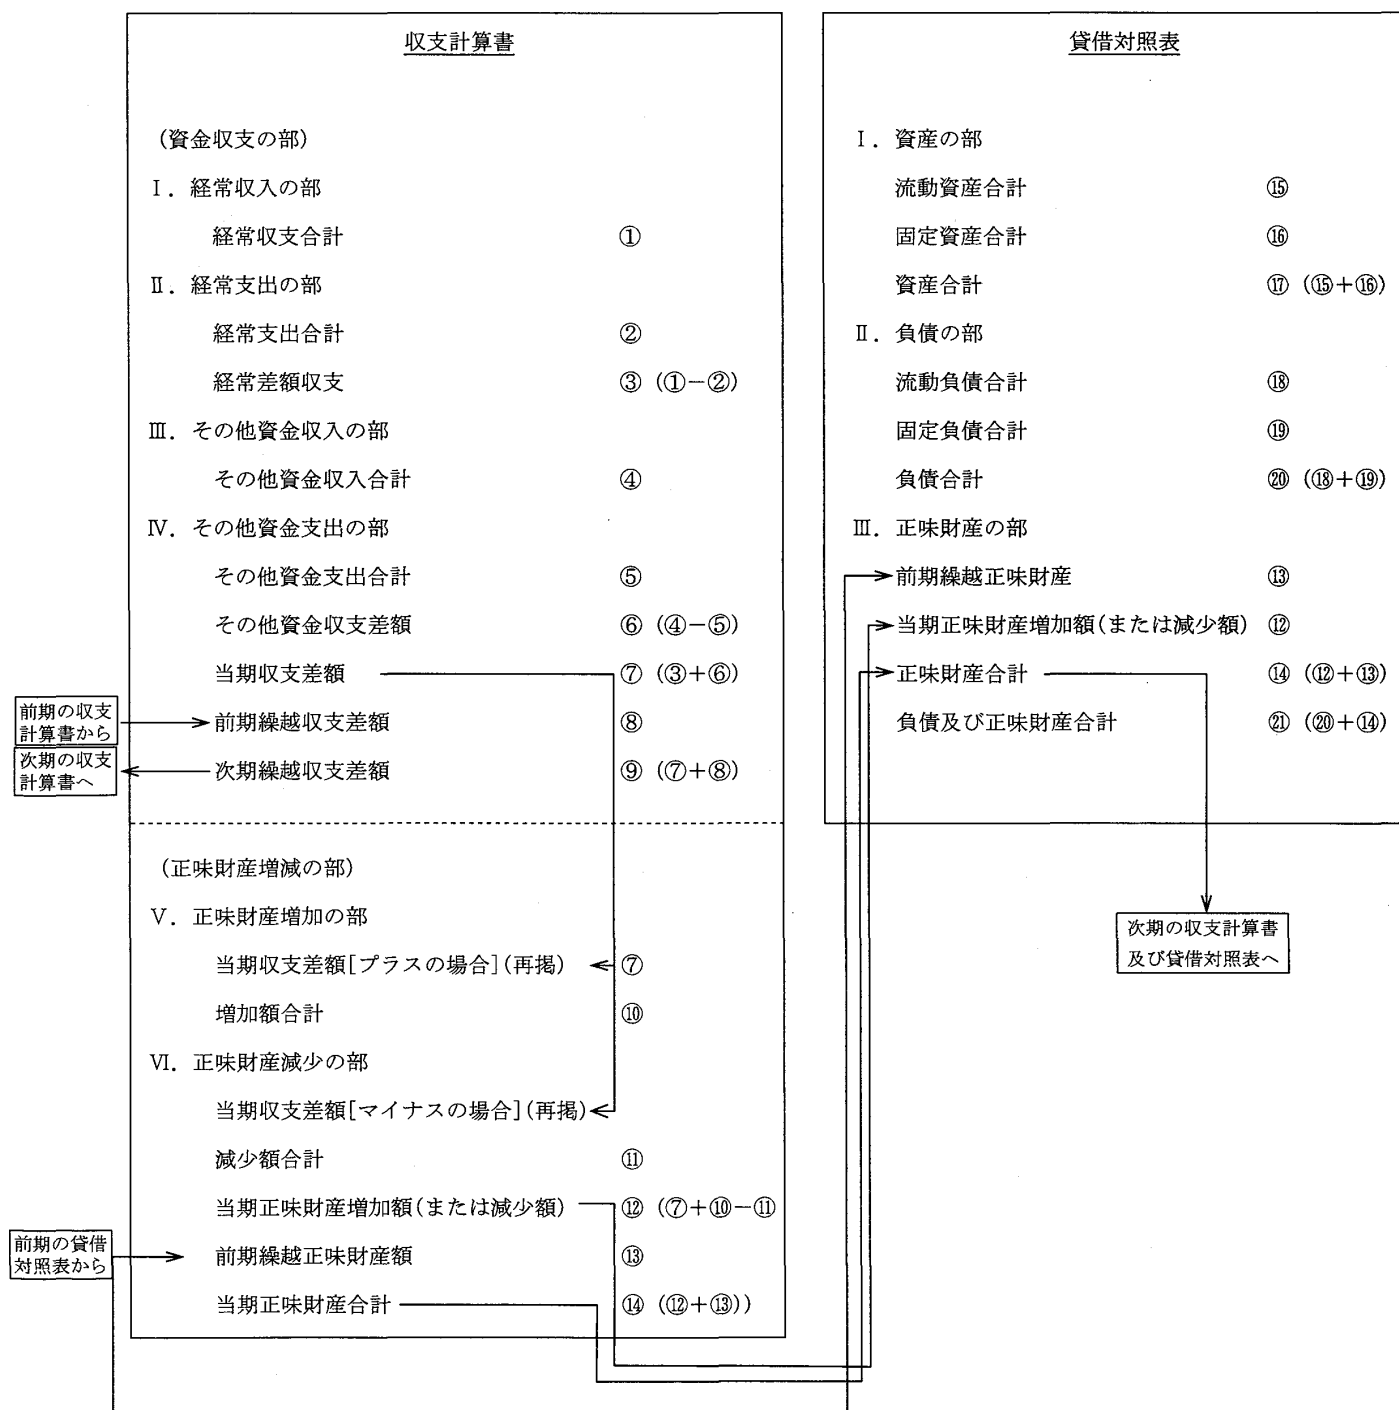 収支計算書
(資金収支の部)
Ⅰ. 経常収入の部
経常収支合計 ①
Ⅱ. 経常支出の部
経常支出合計 ②
経常差額収支 ③ (①-②)
Ⅲ. その他資金収入の部
その他資金収入合計 ④
Ⅳ. その他資金支出の部
その他資金支出合計 ⑤
その他資金収支差額 ⑥ (④-⑤)
当期収支差額 ⑦ (③+⑥)
前期の収支
計算書から
前期繰越収支差額 ⑧
次期の収支
計算書へ
次期繰越収支差額 ⑨ (⑦+⑧)
(正味財産増減の部)
Ⅴ. 正味財産増加の部
当期収支差額[プラスの場合](再掲) ⑦
増加額合計 ⑩
Ⅵ. 正味財産減少の部
当期収支差額[マイナスの場合](再掲)
減少額合計 ⑪
当期正味財産増加額(または減少額) ⑫ (⑦+⑩-⑪
前期の貸借
対照表から
前期繰越正味財産額 ⑬
当期正味財産合計 ⑭ (⑫+⑬))
貸借対照表
Ⅰ. 資産の部
流動資産合計 ⑮
固定資産合計 ⑯
資産合計 ⑰ (⑮+⑯)
Ⅱ. 負債の部
流動負債合計 ⑱
固定負債合計 ⑲
負債合計 ⑳ (⑱+⑲)
Ⅲ. 正味財産の部
前期繰越正味財産 ⑬
当期正味財産増加額(または減少額) ⑫
正味財産合計 ⑭ (⑫+⑬)
負債及び正味財産合計 ㉑ (⑳+⑭)
次期の収支計算書
及び貸借対照表へ